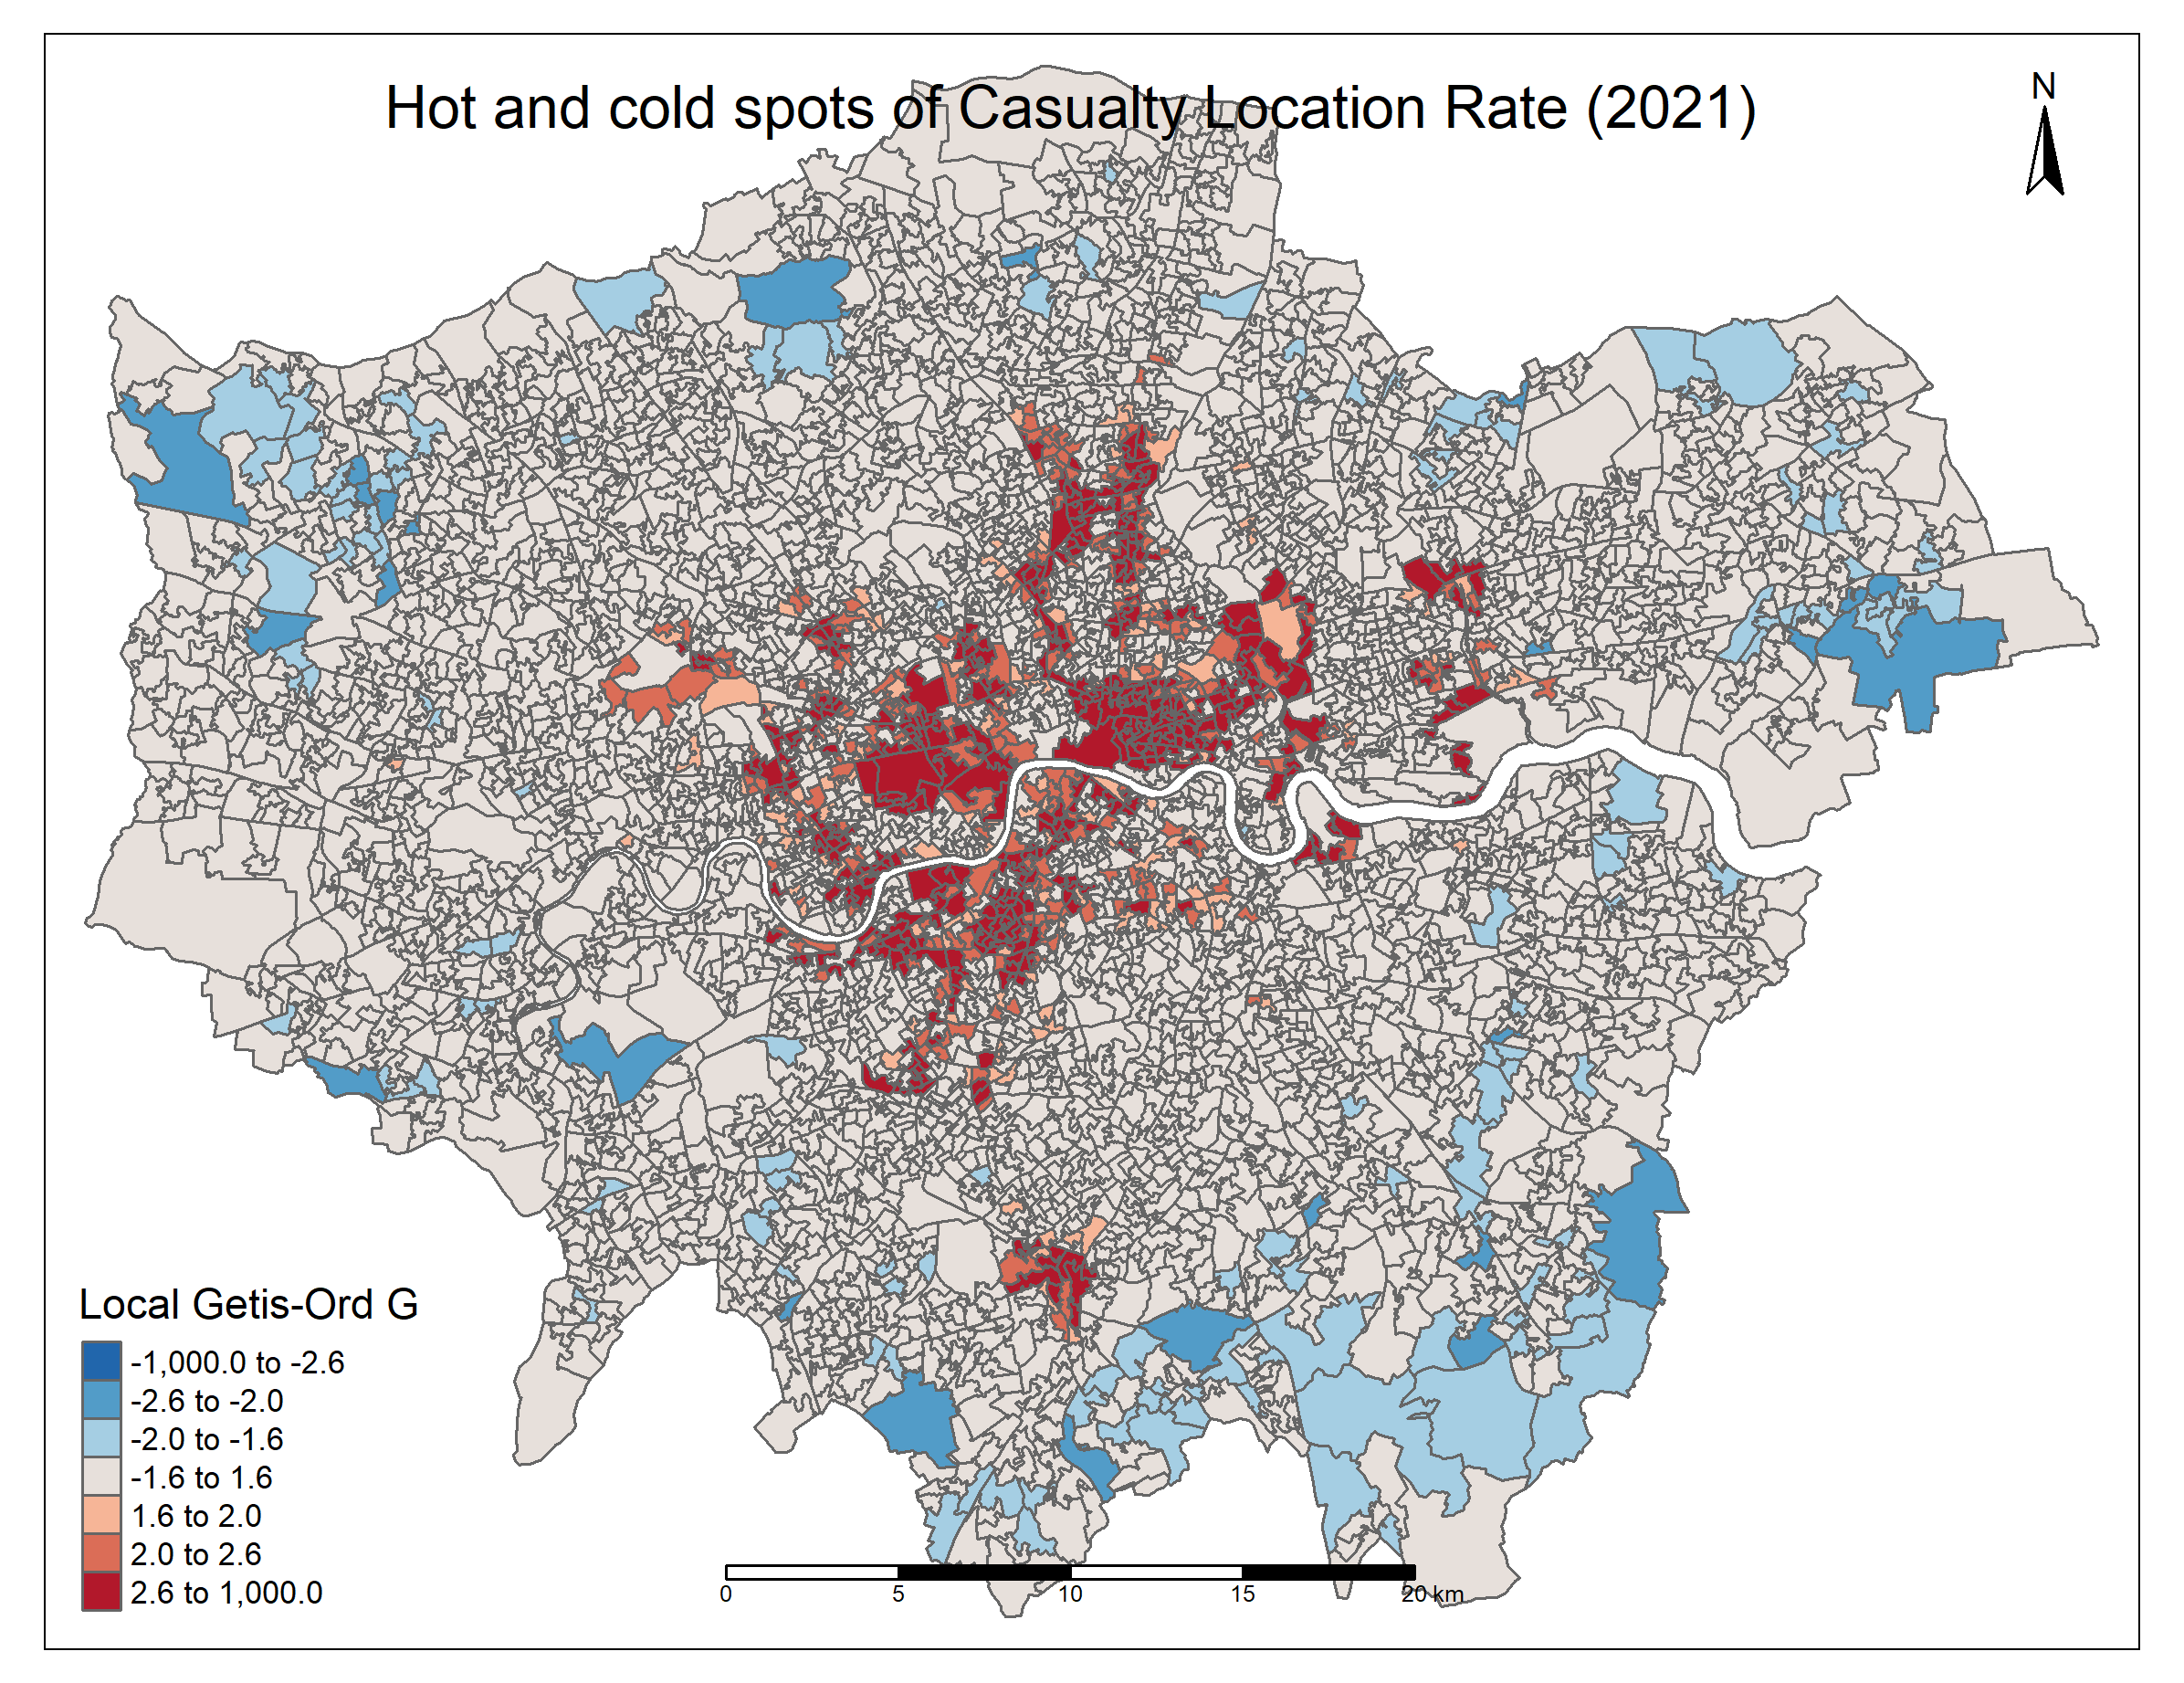 Hot and cold spots of Casualty Location Rate (2021)
N
Local Getis-Ord G
-1,000.0 to -2.6
-2.6 to -2.0
-2.0 to -1.6
-1.6 to 1.6
1.6 to 2.0
2.0 to 2.6
2.6 to 1,000.0
0 5 10 15 20 km